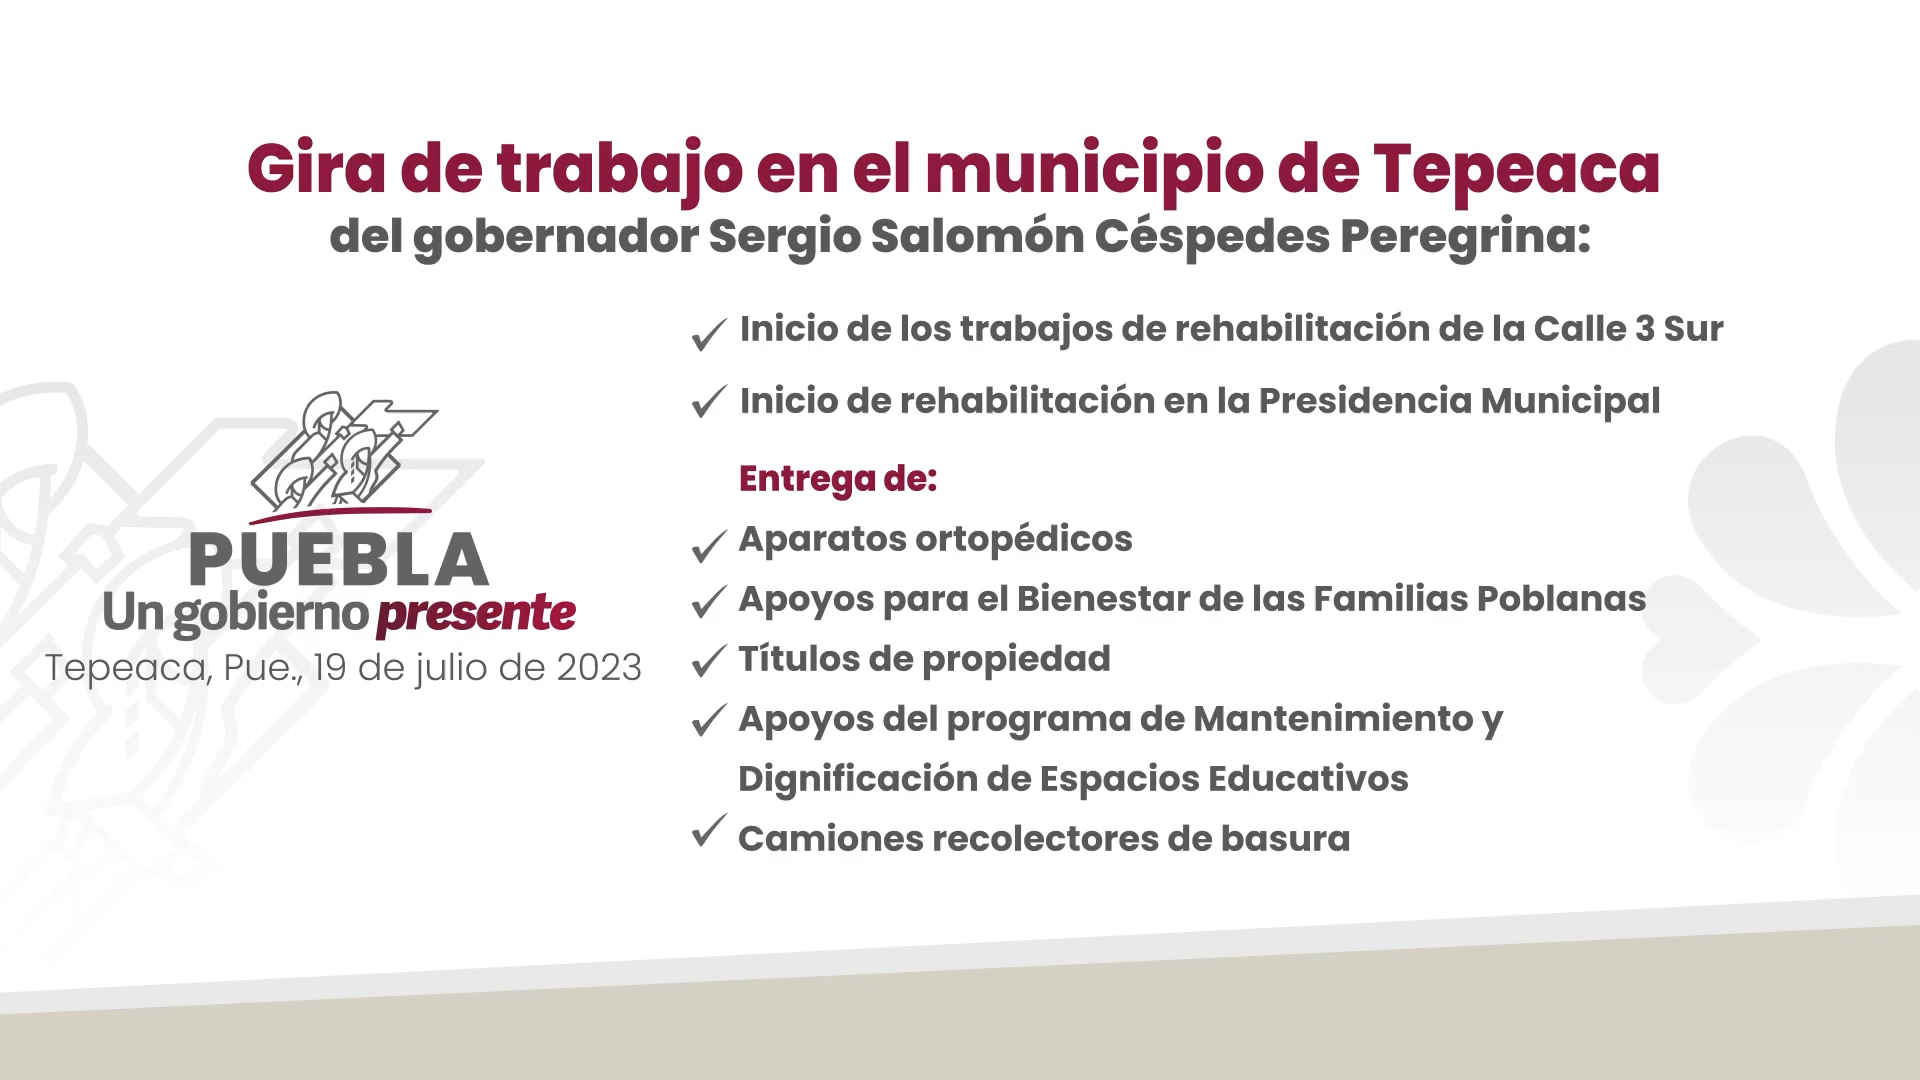 Gira de trabajo en el municipio de Tepeaca
del gobernador Sergio Salomón Céspedes Peregrina:
Inicio de los trabajos de rehabilitación de la Calle 3 Sur
Inicio de rehabilitación en la Presidencia Municipal
Entrega de:
Aparatos ortopédicos
Apoyos para el Bienestar de las Familias Poblanas
Títulos de propiedad
Apoyos del programa de Mantenimiento y
Dignificación de Espacios Educativos
Camiones recolectores de basura
PUEBLA
Un gobierno presente
Tepeaca, Pue., 19 de julio de 2023